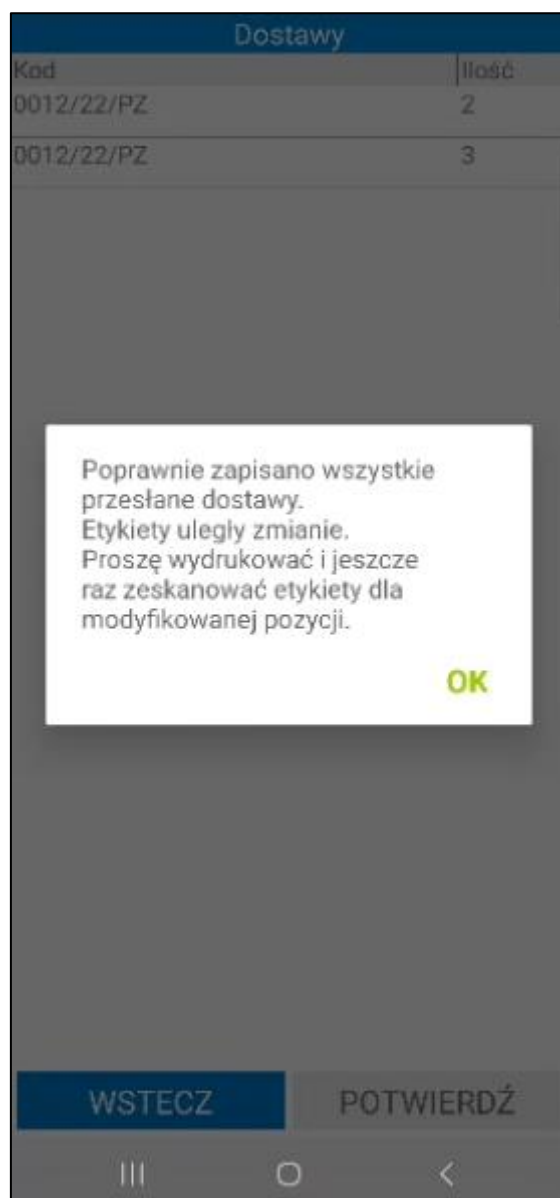 Dostawy
Kod Ilość
0012/22/PZ 2
0012/22/PZ 3
Poprawnie zapisano wszystkie
przesłane dostawy.
Etykiety uległy zmianie.
Proszę wydrukować i jeszcze
raz zeskanować etykiety dla
modyfikowanej pozycji.
OK
WSTECZ POTWIERDŹ